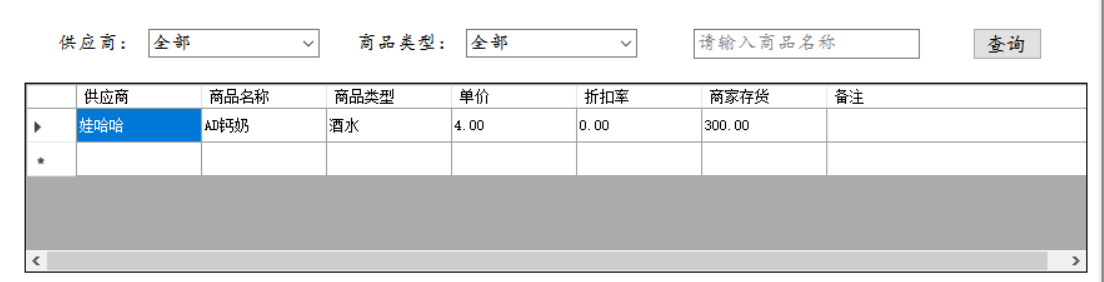 供应商： 全部 商品类型： 全部 请输入商品名称 查询
供应商 商品名称 商品类型 单价 折扣率 商家存货 备注
娃哈哈 AD钙奶 酒水 4.00 0.00 300.00